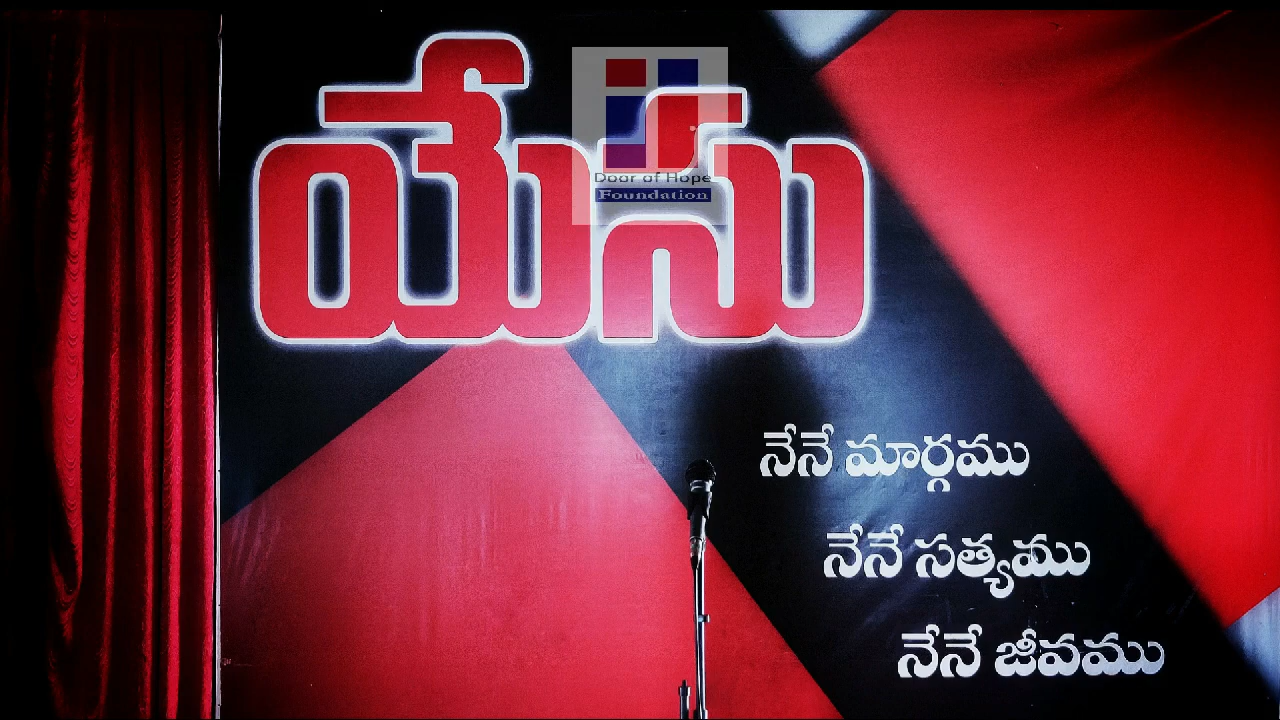 యేసు
Door of Hope
Foundation
నేనే మార్గము
నేనే సత్యము
నేనే జీవము